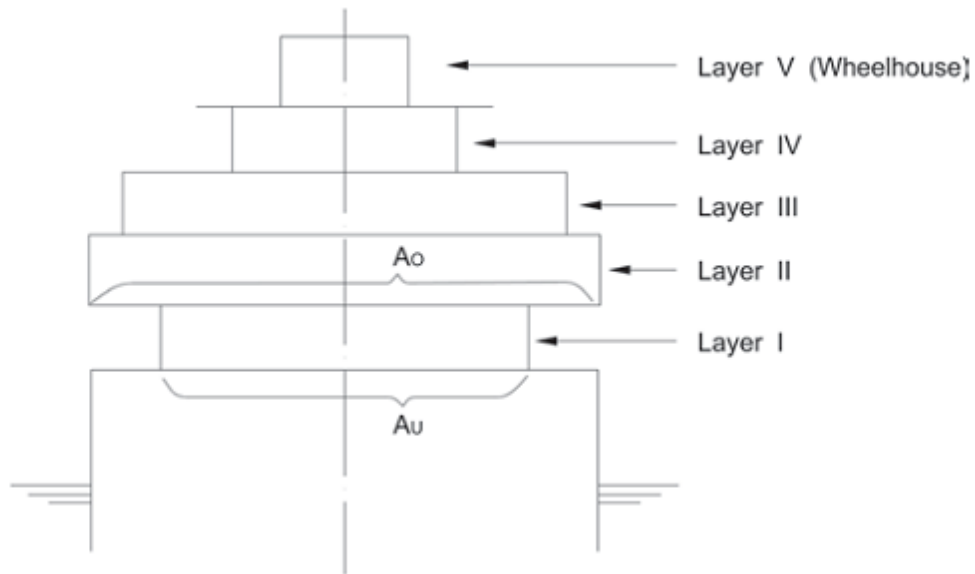 Layer V (Wheelhouse)
Layer IV
Layer III
AO
Layer II
Layer I
AU